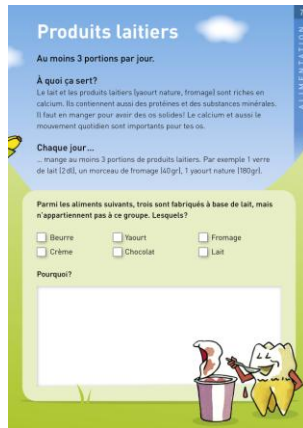 Produits laitiers
Au moins 3 portions par jour.
À quoi ça sert?
Le lait et les produits laitiers (yaourt nature, fromage) sont riches en
calcium. Ils contiennent aussi des protéines et des substances minérales.
Il faut en manger pour avoir des os solides! Le calcium et aussi le
mouvement quotidien sont importants pour tes os.
Chaque jour...
... mange au moins 3 portions de produits laitiers. Par exemple 1 verre
de lait (2dl), un morceau de fromage (40gr), 1 yaourt nature (180gr).
Parmi les aliments suivants, trois sont fabriqués à base de lait, mais
n'appartiennent pas à ce groupe. Lesquels?
Beurre Yaourt Fromage
Crème Chocolat Lait
Pourquoi?
ALIMENTATION